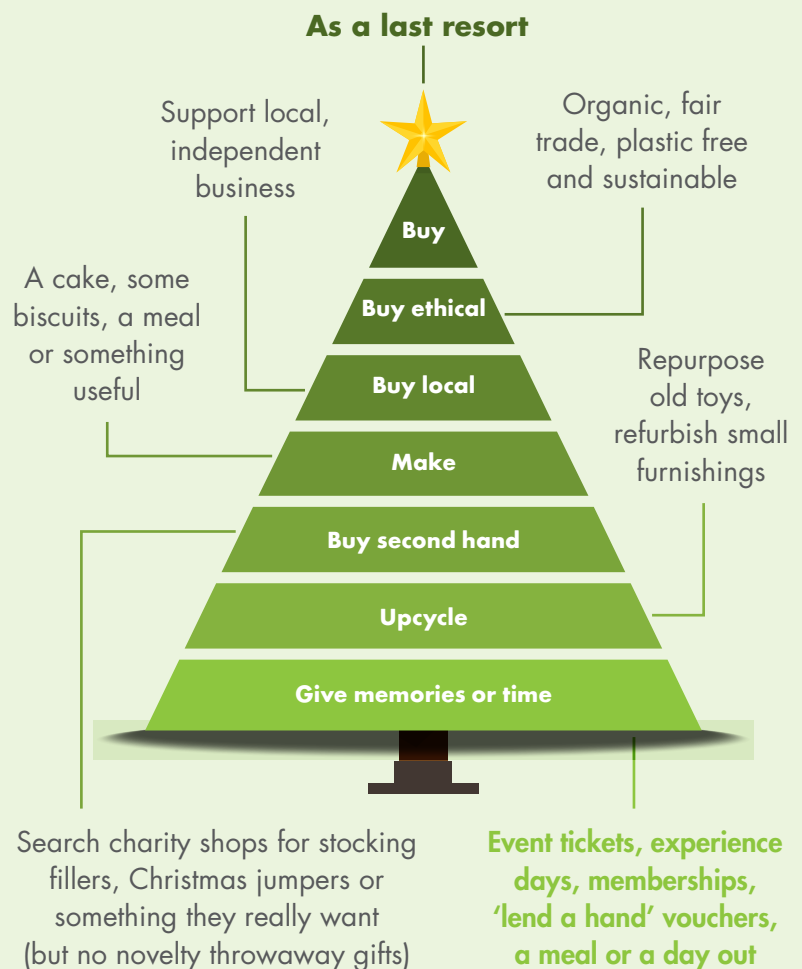 As a last resort
Support local,
independent
business
Organic, fair
trade, plastic free
and sustainable
Buy
A cake, some
biscuits, a meal
or something
useful
Buy ethical
Buy local
Repurpose
old toys,
refurbish small
furnishings
Make
Buy second hand
Upcycle
Give memories or time
Search charity shops for stocking
fillers, Christmas jumpers or
something they really want
(but no novelty throwaway gifts)
Event tickets, experience
days, memberships,
‘lend a hand’ vouchers,
a meal or a day out